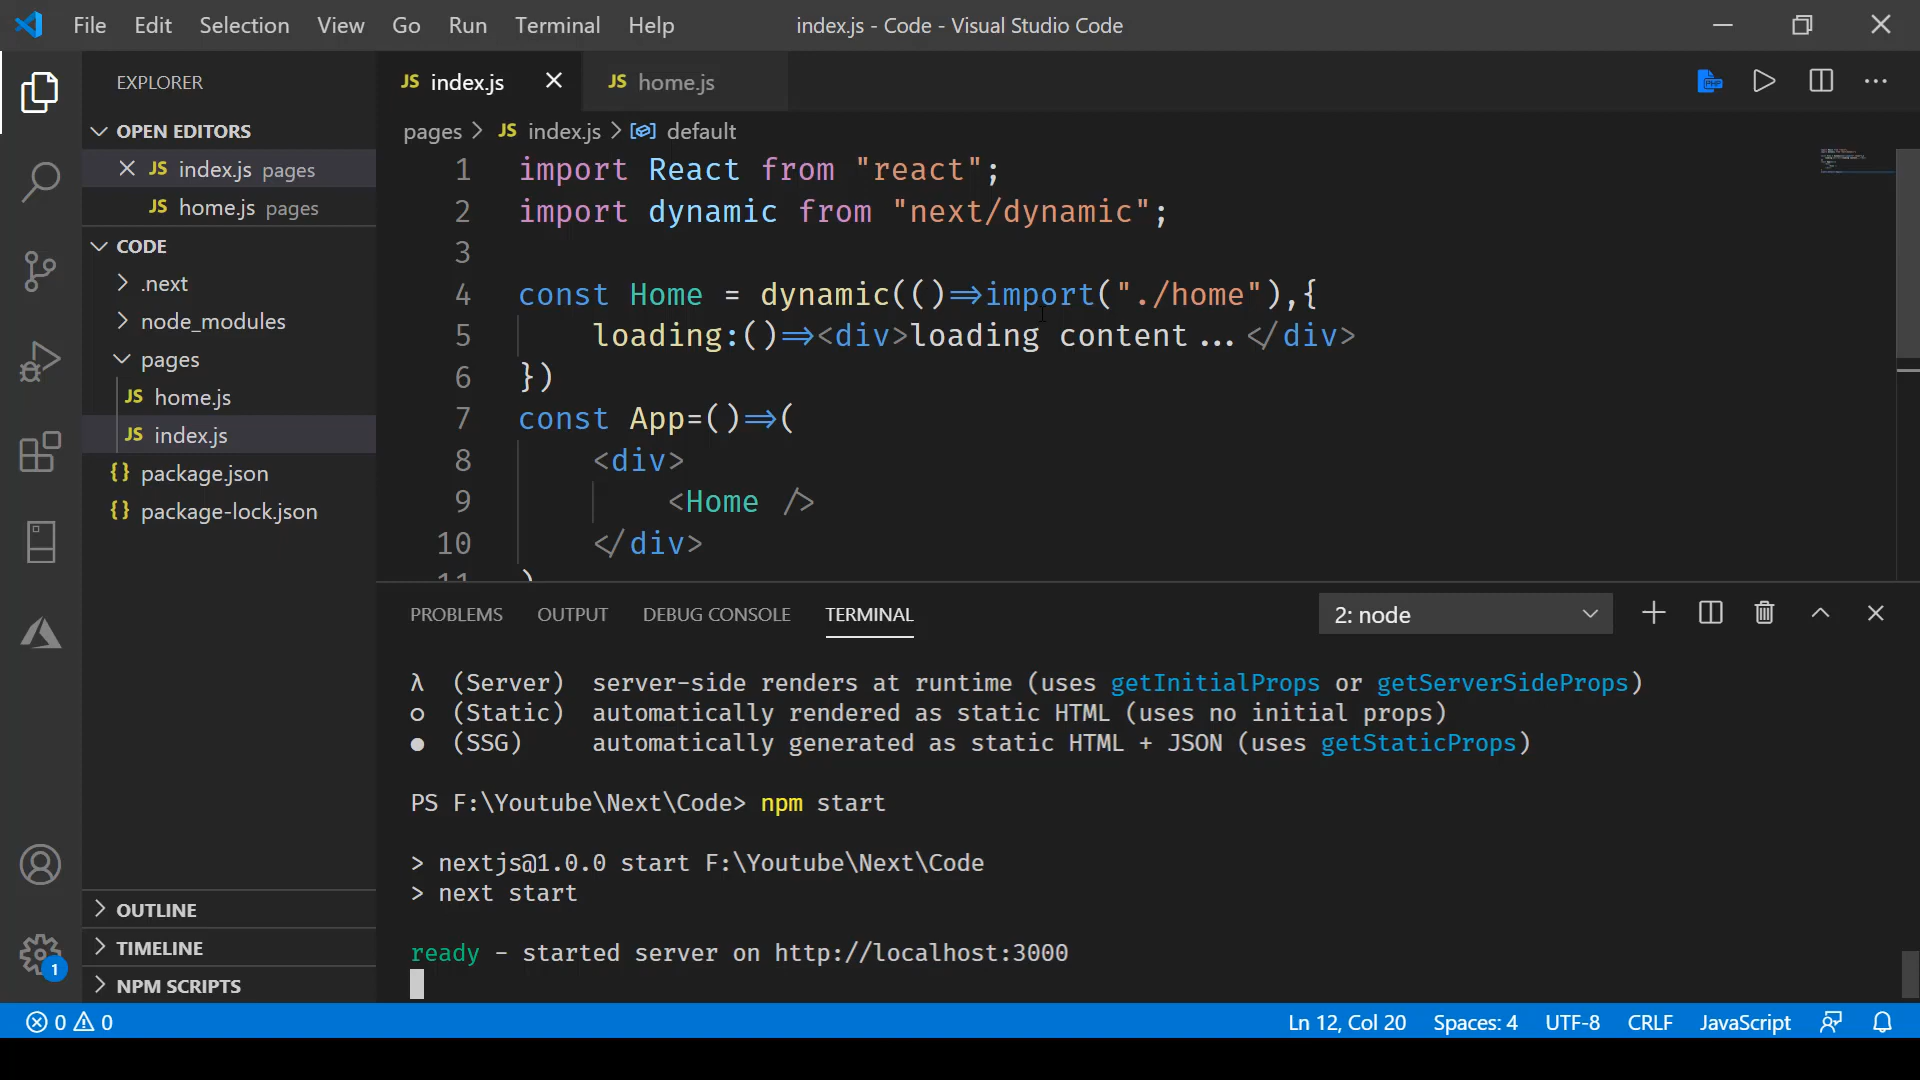 File Edit Selection View Go Run Terminal Help index.js - Code - Visual Studio Code
EXPLORER
OPEN EDITORS
JS index.js pages
JS home.js pages
CODE
.next
node_modules
pages
JS home.js
JS index.js
{} package.json
{} package-lock.json
OUTLINE
TIMELINE
NPM SCRIPTS
1
JS index.js JS home.js
PHP
pages > JS index.js > default
1 import React from "react";
2 import dynamic from "next/dynamic";
3
4 const Home = dynamic(()=>import("./home"),{
5 loading:()=><div>loading content...</div>
6 })
7 const App=()=>(
8 <div>
9 <Home />
10 </div>
11 )
PROBLEMS OUTPUT DEBUG CONSOLE TERMINAL 2: node
λ (Server) server-side renders at runtime (uses getInitialProps or getServerSideProps)
○ (Static) automatically rendered as static HTML (uses no initial props)
● (SSG) automatically generated as static HTML + JSON (uses getStaticProps)
PS F:\Youtube\Next\Code> npm start
> nextjs@1.0.0 start F:\Youtube\Next\Code
> next start
ready - started server on http://localhost:3000
0 0 Ln 12, Col 20 Spaces: 4 UTF-8 CRLF JavaScript